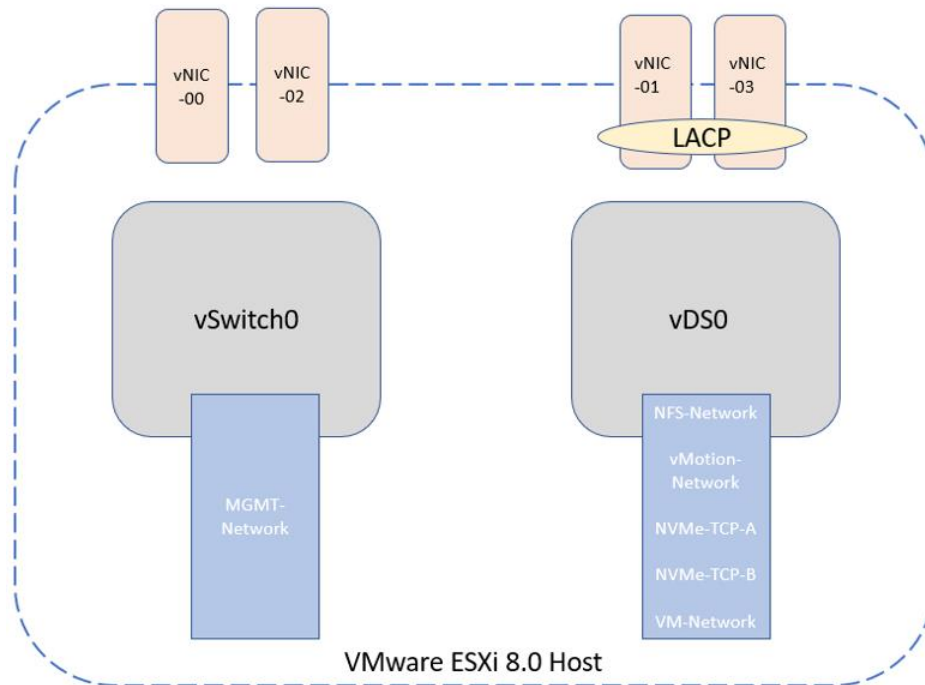 vNIC
-00
vNIC
-02
vNIC
-01
vNIC
-03
LACP
vSwitch0
vDS0
MGMT-
Network
NFS-Network
vMotion-
Network
NVMe-TCP-A
NVMe-TCP-B
VM-Network
VMware ESXi 8.0 Host